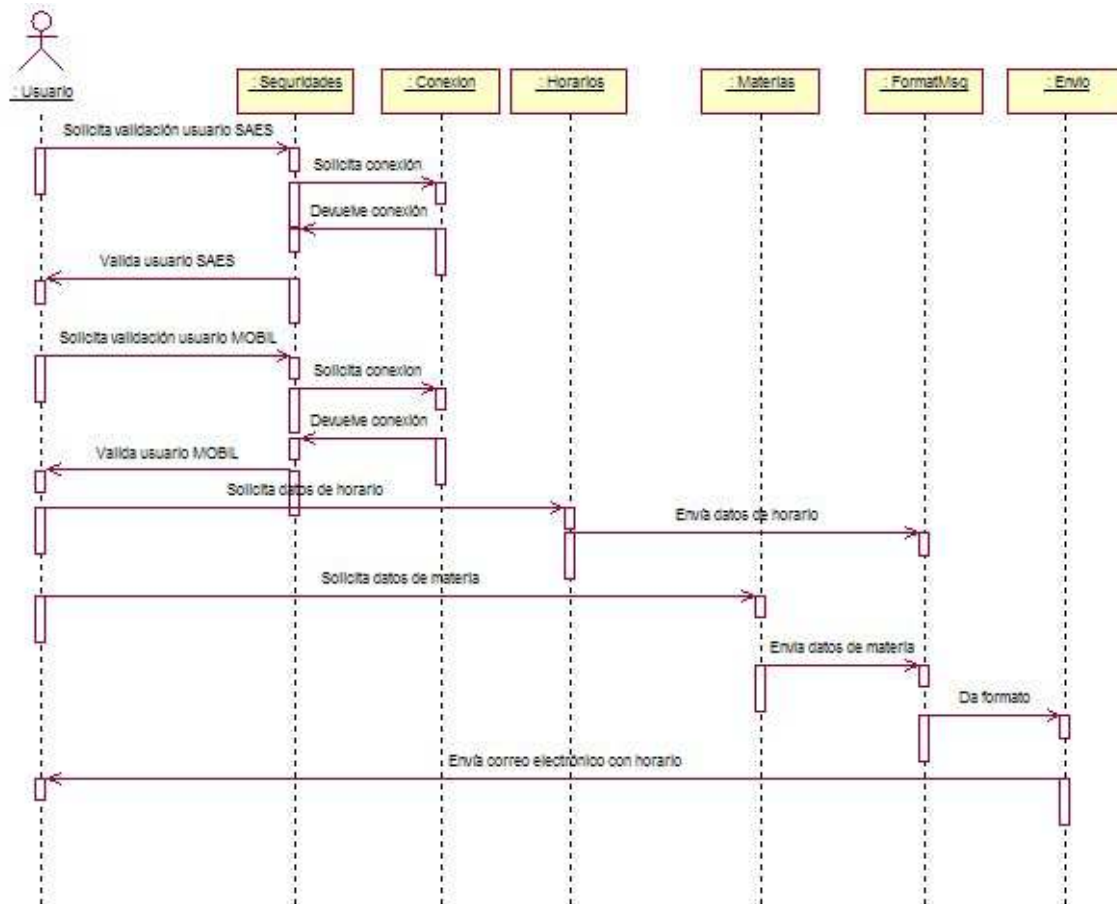 : Usuario
: Seguridades
: Conexion
: Horarios
: Materias
: FormatMsg
: Envio
Solicita validación usuario SAES
Solicita conexión
Devuelve conexión
Valida usuario SAES
Solicita validación usuario MOBIL
Solicita conexion
Devuelve conexión
Valida usuario MOBIL
Solicita datos de horario
Envía datos de horario
Solicita datos de materia
Envia datos de materia
Da formato
Envía correo electrónico con horario